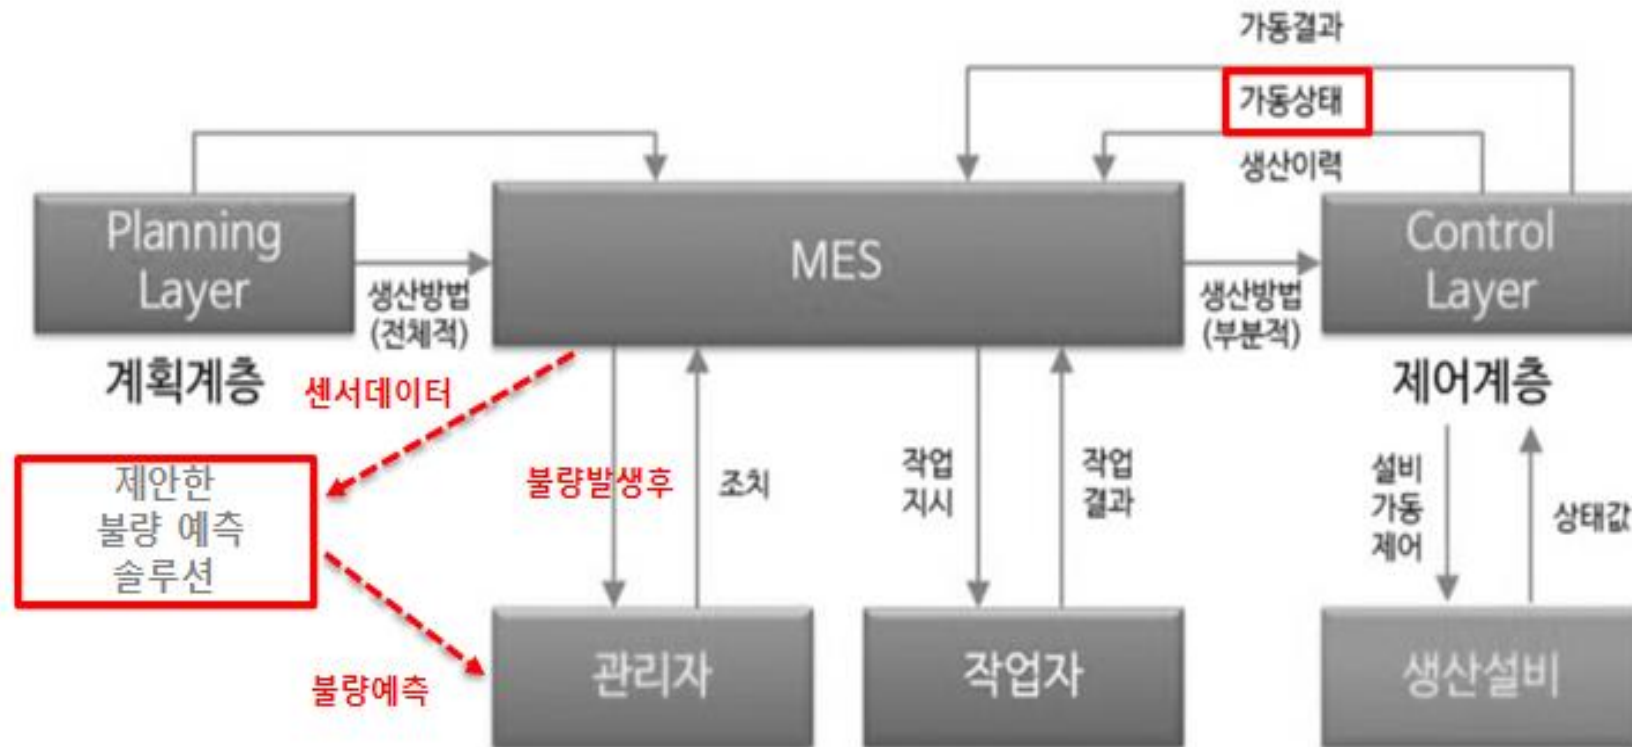 가동결과
가동상태
생산이력
Planning
Layer
MES
Control
Layer
생산방법
(전체적)
생산방법
(부분적)
계획계층
제어계층
센서데이터
제안한
불량 예측
솔루션
불량발생후
조치
작업
지시
작업
결과
설비
가동
제어
상태값
불량예측
관리자
작업자
생산설비